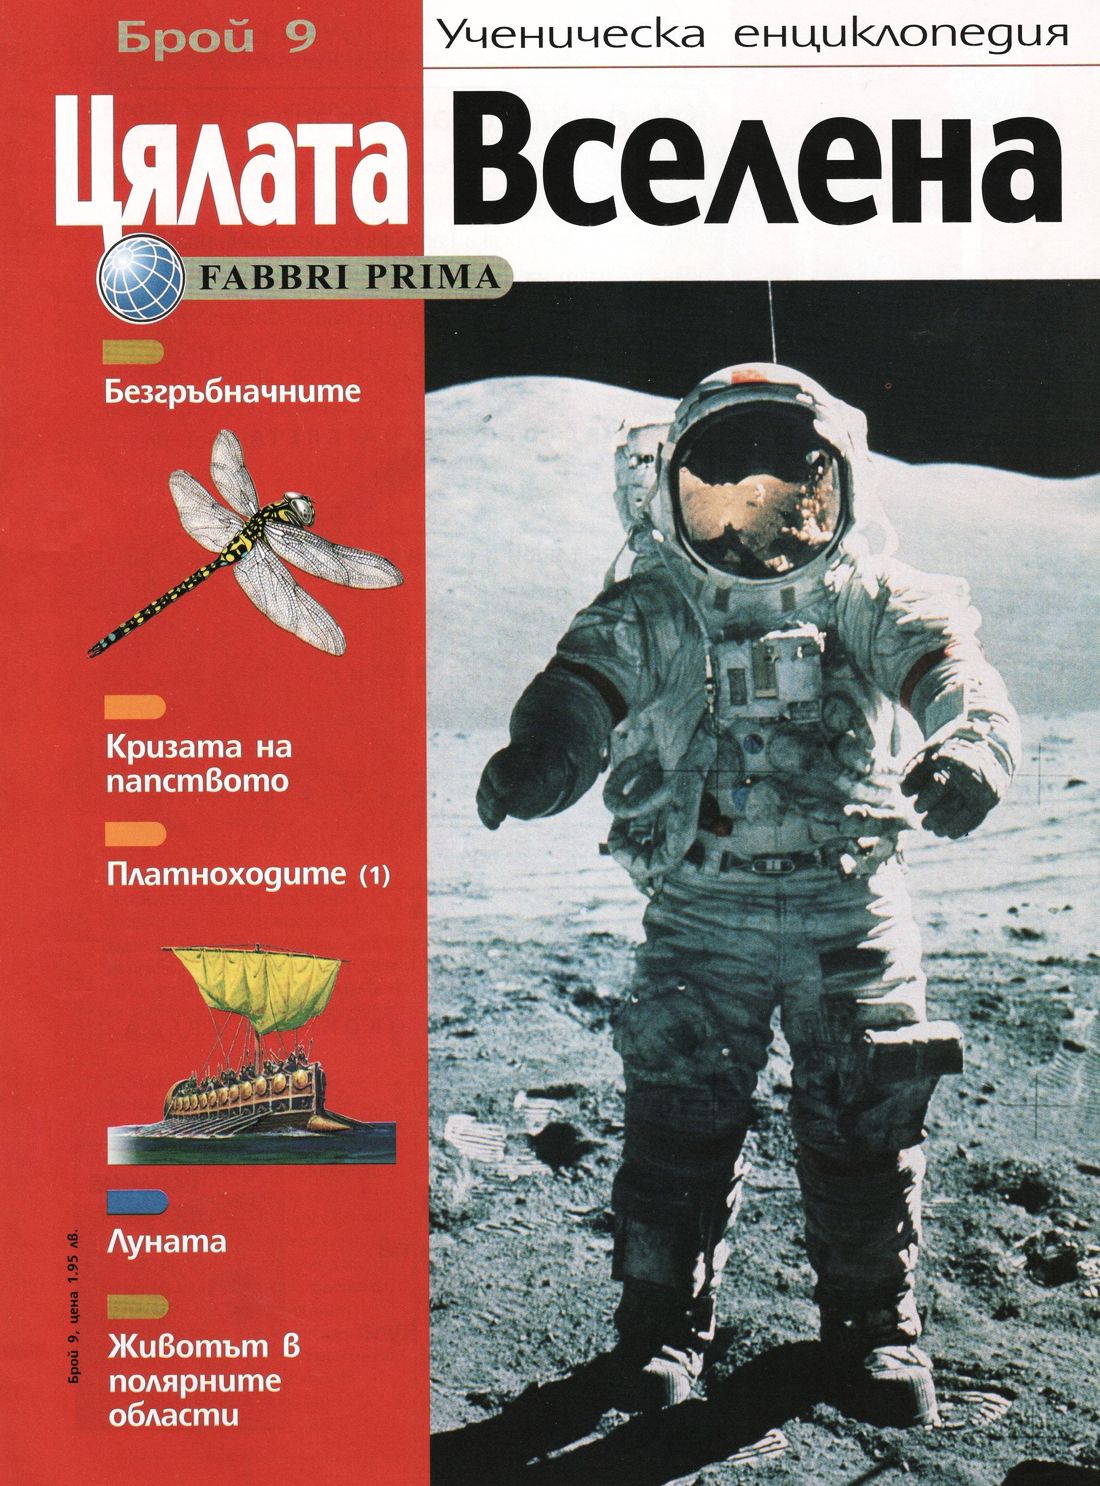 Брой 9
Ученическа енциклопедия
Цялата Вселена
FABBRI PRIMA
Безгръбначните
Кризата на
папството
Платноходите (1)
Луната
Животът в
полярните
области
Брой 9, цена 1.95 лв.